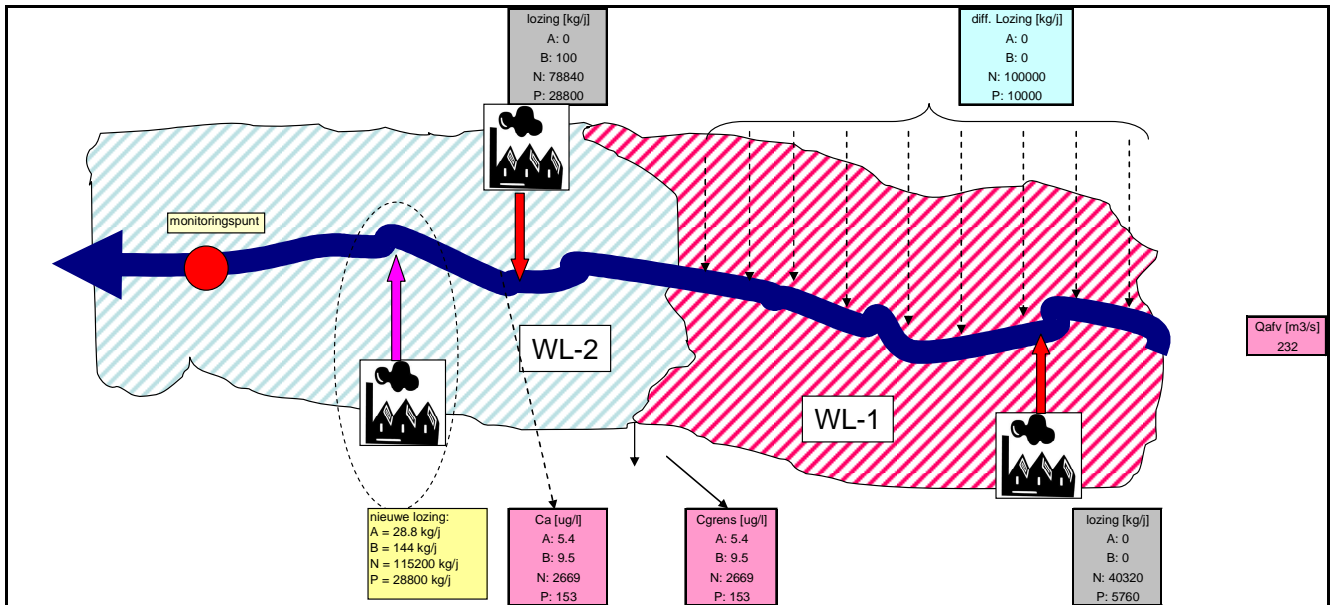 lozing [kg/j]
A: 0
B: 100
N: 78840
P: 28800
diff. Lozing [kg/j]
A: 0
B: 0
N: 100000
P: 10000
monitoringspunt
Qafv [m3/s]
232
WL-2
WL-1
nieuwe lozing:
A = 28.8 kg/j
B = 144 kg/j
N = 115200 kg/j
P = 28800 kg/j
Ca [ug/l]
A: 5.4
B: 9.5
N: 2669
P: 153
Cgrens [ug/l]
A: 5.4
B: 9.5
N: 2669
P: 153
lozing [kg/j]
A: 0
B: 0
N: 40320
P: 5760